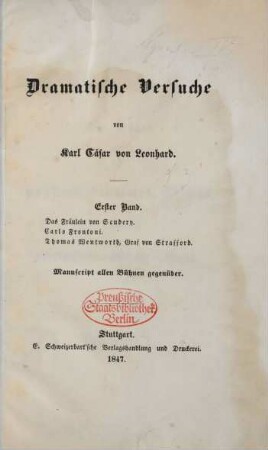 Dramatische Versuche
von
Karl Cäsar von Leonhard.
Erster Band.
Das Fräulein von Scudery.
Carlo Frontoni.
Thomas Wentworth, Graf von Strafford.
Manuscript allen Bühnen gegenüber.
Preußische
Staatsbibliothek
Berlin
Stuttgart.
E. Schweizerbart'sche Verlagshandlung und Druckerei.
1847.